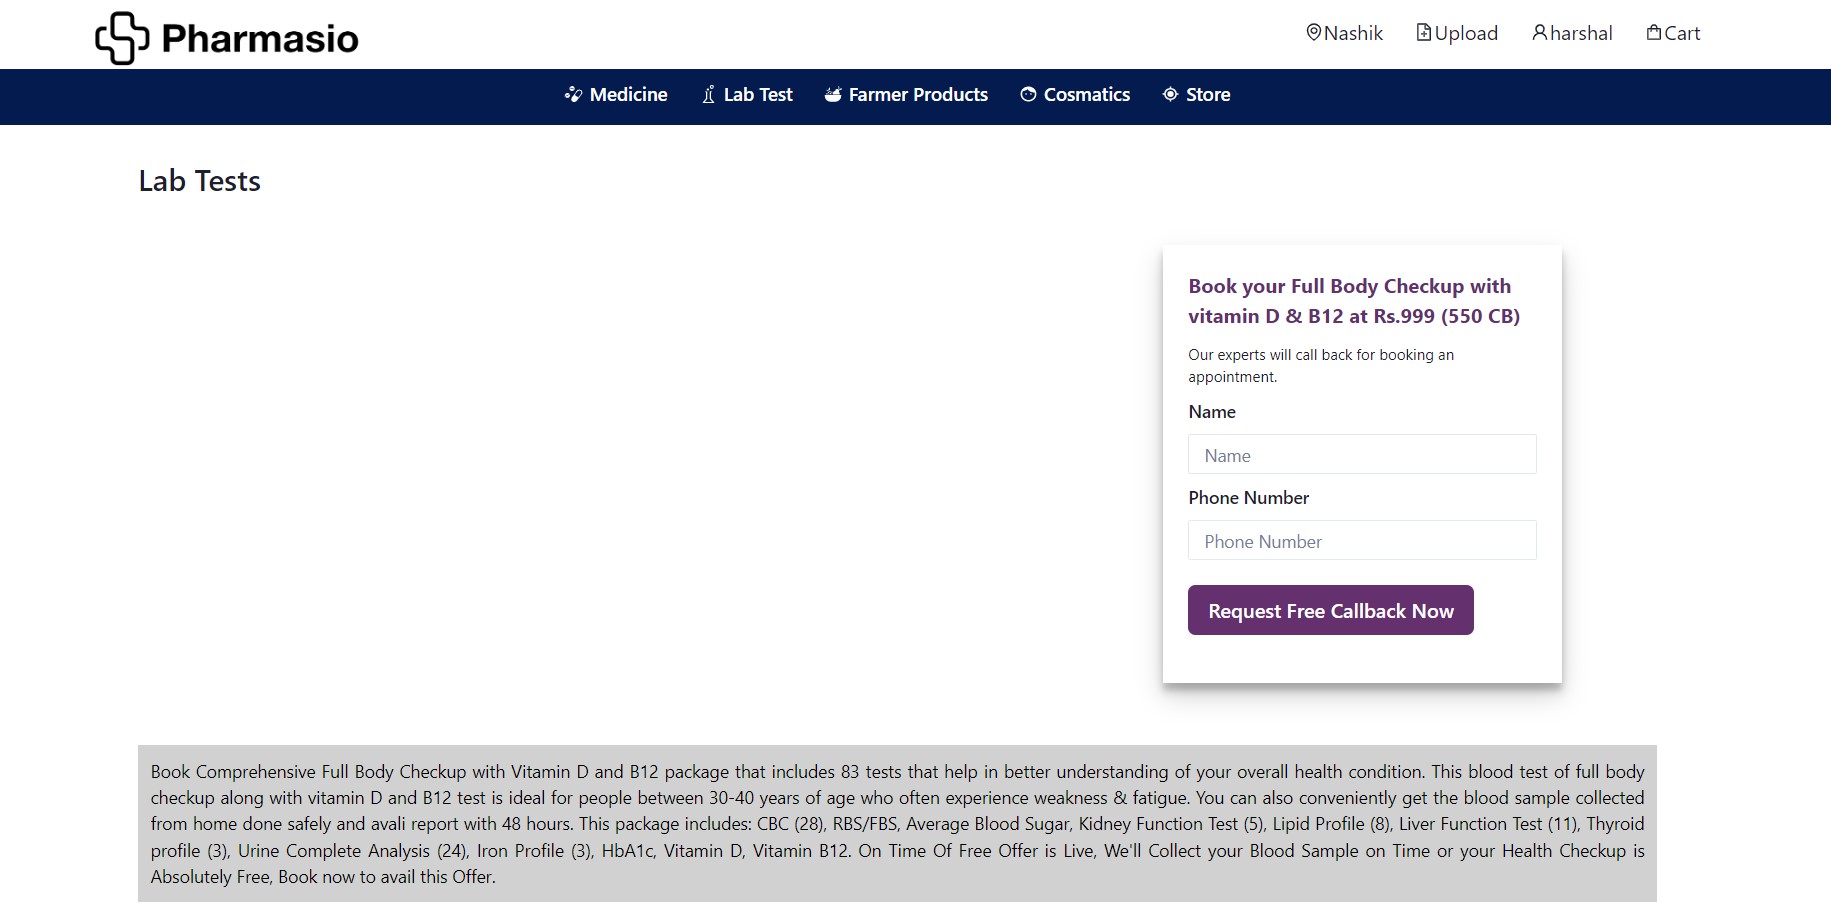 Pharmasio
Nashik
Upload
harshal
Cart
Medicine
Lab Test
Farmer Products
Cosmatics
Store
Lab Tests
Book your Full Body Checkup with
vitamin D & B12 at Rs.999 (550 CB)
Our experts will call back for booking an
appointment.
Name
Name
Phone Number
Phone Number
Request Free Callback Now
Book Comprehensive Full Body Checkup with Vitamin D and B12 package that includes 83 tests that help in better understanding of your overall health condition. This blood test of full body
checkup along with vitamin D and B12 test is ideal for people between 30-40 years of age who often experience weakness & fatigue. You can also conveniently get the blood sample collected
from home done safely and avali report with 48 hours. This package includes: CBC (28), RBS/FBS, Average Blood Sugar, Kidney Function Test (5), Lipid Profile (8), Liver Function Test (11), Thyroid
profile (3), Urine Complete Analysis (24), Iron Profile (3), HbA1c, Vitamin D, Vitamin B12. On Time Of Free Offer is Live, We'll Collect your Blood Sample on Time or your Health Checkup is
Absolutely Free, Book now to avail this Offer.